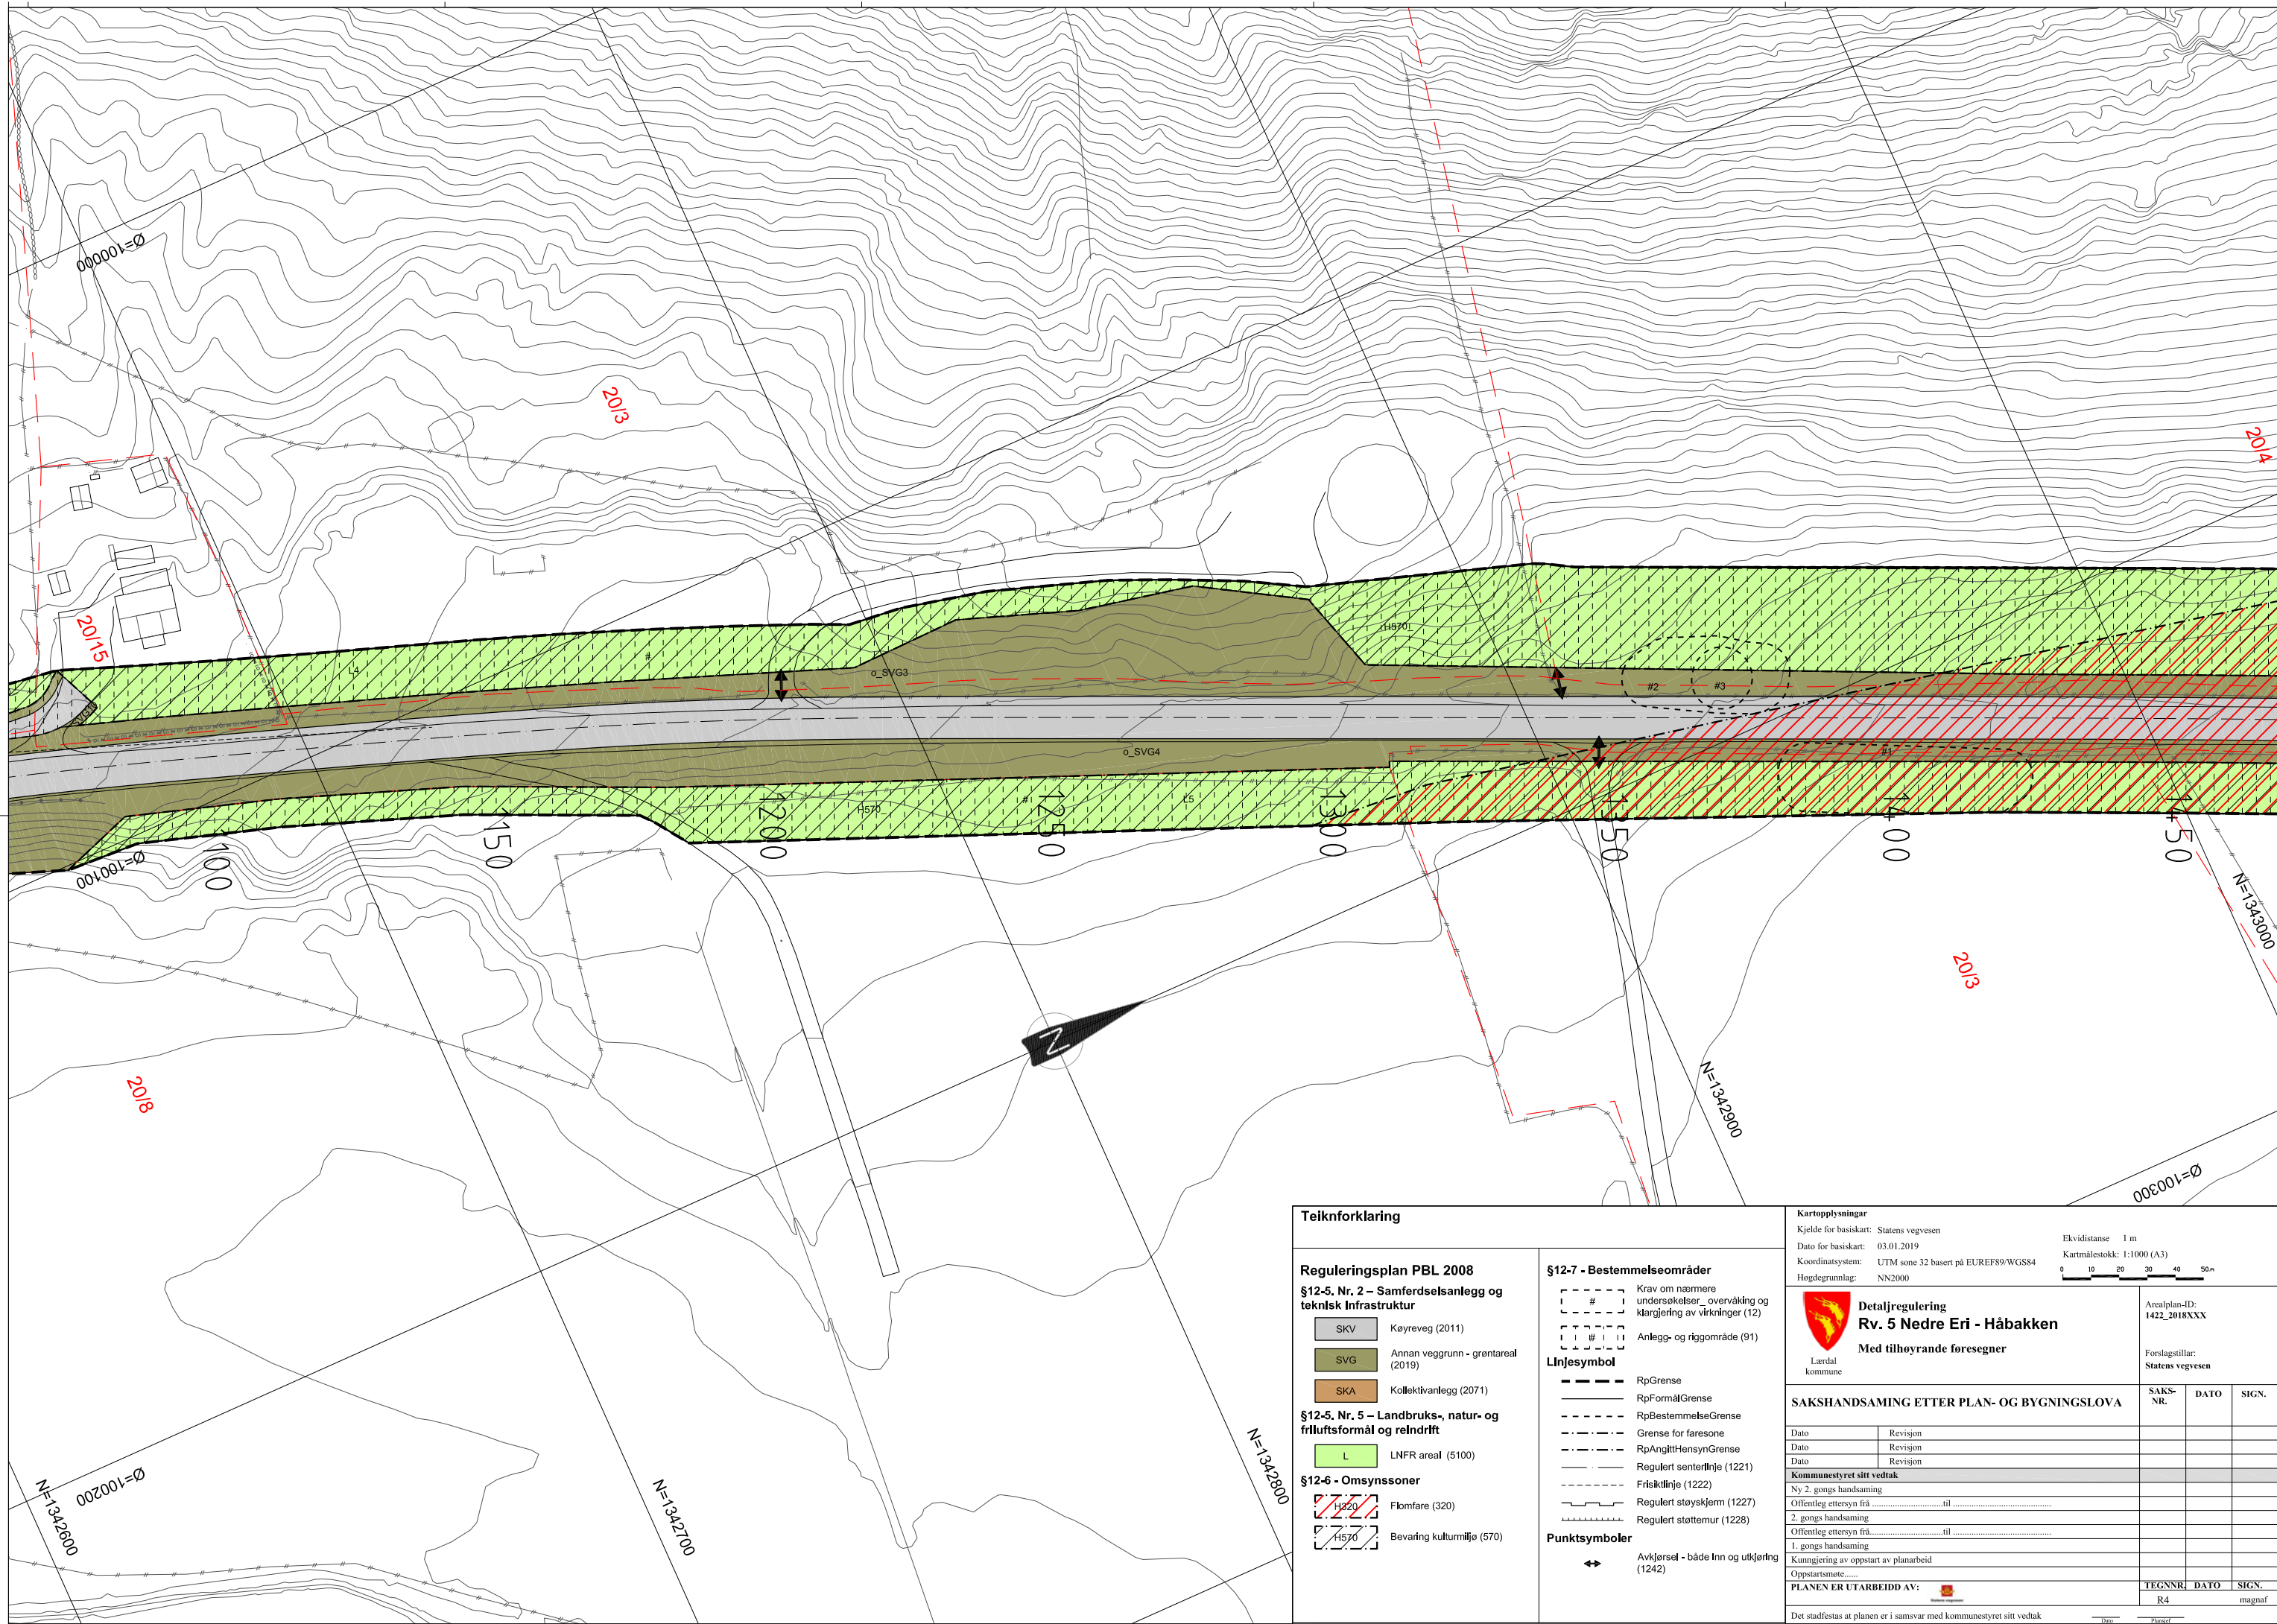 Ø=100000
20/3
20/4
20/15
L4
#
o_SVG3
H570
#2
#3
o_SVG4
#1
H570
#
L5
100
150
1200
1250
1300
1350
1400
1450
Ø=100100
N=1343000
20/3
20/8
N
N=1342900
Ø=100300
Ø=100200
N=1342600
N=1342700
N=1342800
Teiknforklaring
Reguleringsplan PBL 2008
§12-5. Nr. 2 – Samferdselsanlegg og
teknisk infrastruktur
SKV Køyreveg (2011)
SVG Annan veggrunn - grøntareal
(2019)
SKA Kollektivanlegg (2071)
§12-5. Nr. 5 – Landbruks-, natur- og
friluftsformål og reindrift
L LNFR areal (5100)
§12-6 - Omsynssoner
H320 Flomfare (320)
H570 Bevaring kulturmiljø (570)
§12-7 - Bestemmelseområder
# Krav om nærmere
undersøkelser_ overvåking og
klargjering av virkninger (12)
# Anlegg- og riggområde (91)
Linjesymbol
RpGrense
RpFormålGrense
RpBestemmelseGrense
Grense for faresone
RpAngittHensynGrense
Regulert senterlinje (1221)
Frisiktlinje (1222)
Regulert støyskjerm (1227)
Regulert støttemur (1228)
Punktsymboler
Avkjørsel - både inn og utkjøring
(1242)
Kartopplysningar
Kjelde for basiskart: Statens vegvesen
Dato for basiskart: 03.01.2019
Koordinatsystem: UTM sone 32 basert på EUREF89/WGS84
Høgdegrunnlag: NN2000
Ekvidistanse 1 m
Kartmålestokk: 1:1000 (A3)
0 10 20 30 40 50m
Lærdal
kommune
Detaljregulering
Rv. 5 Nedre Eri - Håbakken
Med tilhøyrande føresegner
Arealplan-ID:
1422_2018XXX
Forslagstillar:
Statens vegvesen
SAKSHANDSAMING ETTER PLAN- OG BYGNINGSLOVA
SAKS-
NR. DATO SIGN.
Dato Revisjon
Dato Revisjon
Dato Revisjon
Kommunestyret sitt vedtak
Ny 2. gongs handsaming
Offentleg ettersyn frå ................................til ............................................
2. gongs handsaming
Offentleg ettersyn frå.................................til ............................................
1. gongs handsaming
Kunngjering av oppstart av planarbeid
Oppstartsmøte......
PLANEN ER UTARBEIDD AV:
Statens vegvesen
TEGNNR. DATO SIGN.
R4 magnaf
Det stadfestas at planen er i samsvar med kommunestyret sitt vedtak
Dato Plansjef